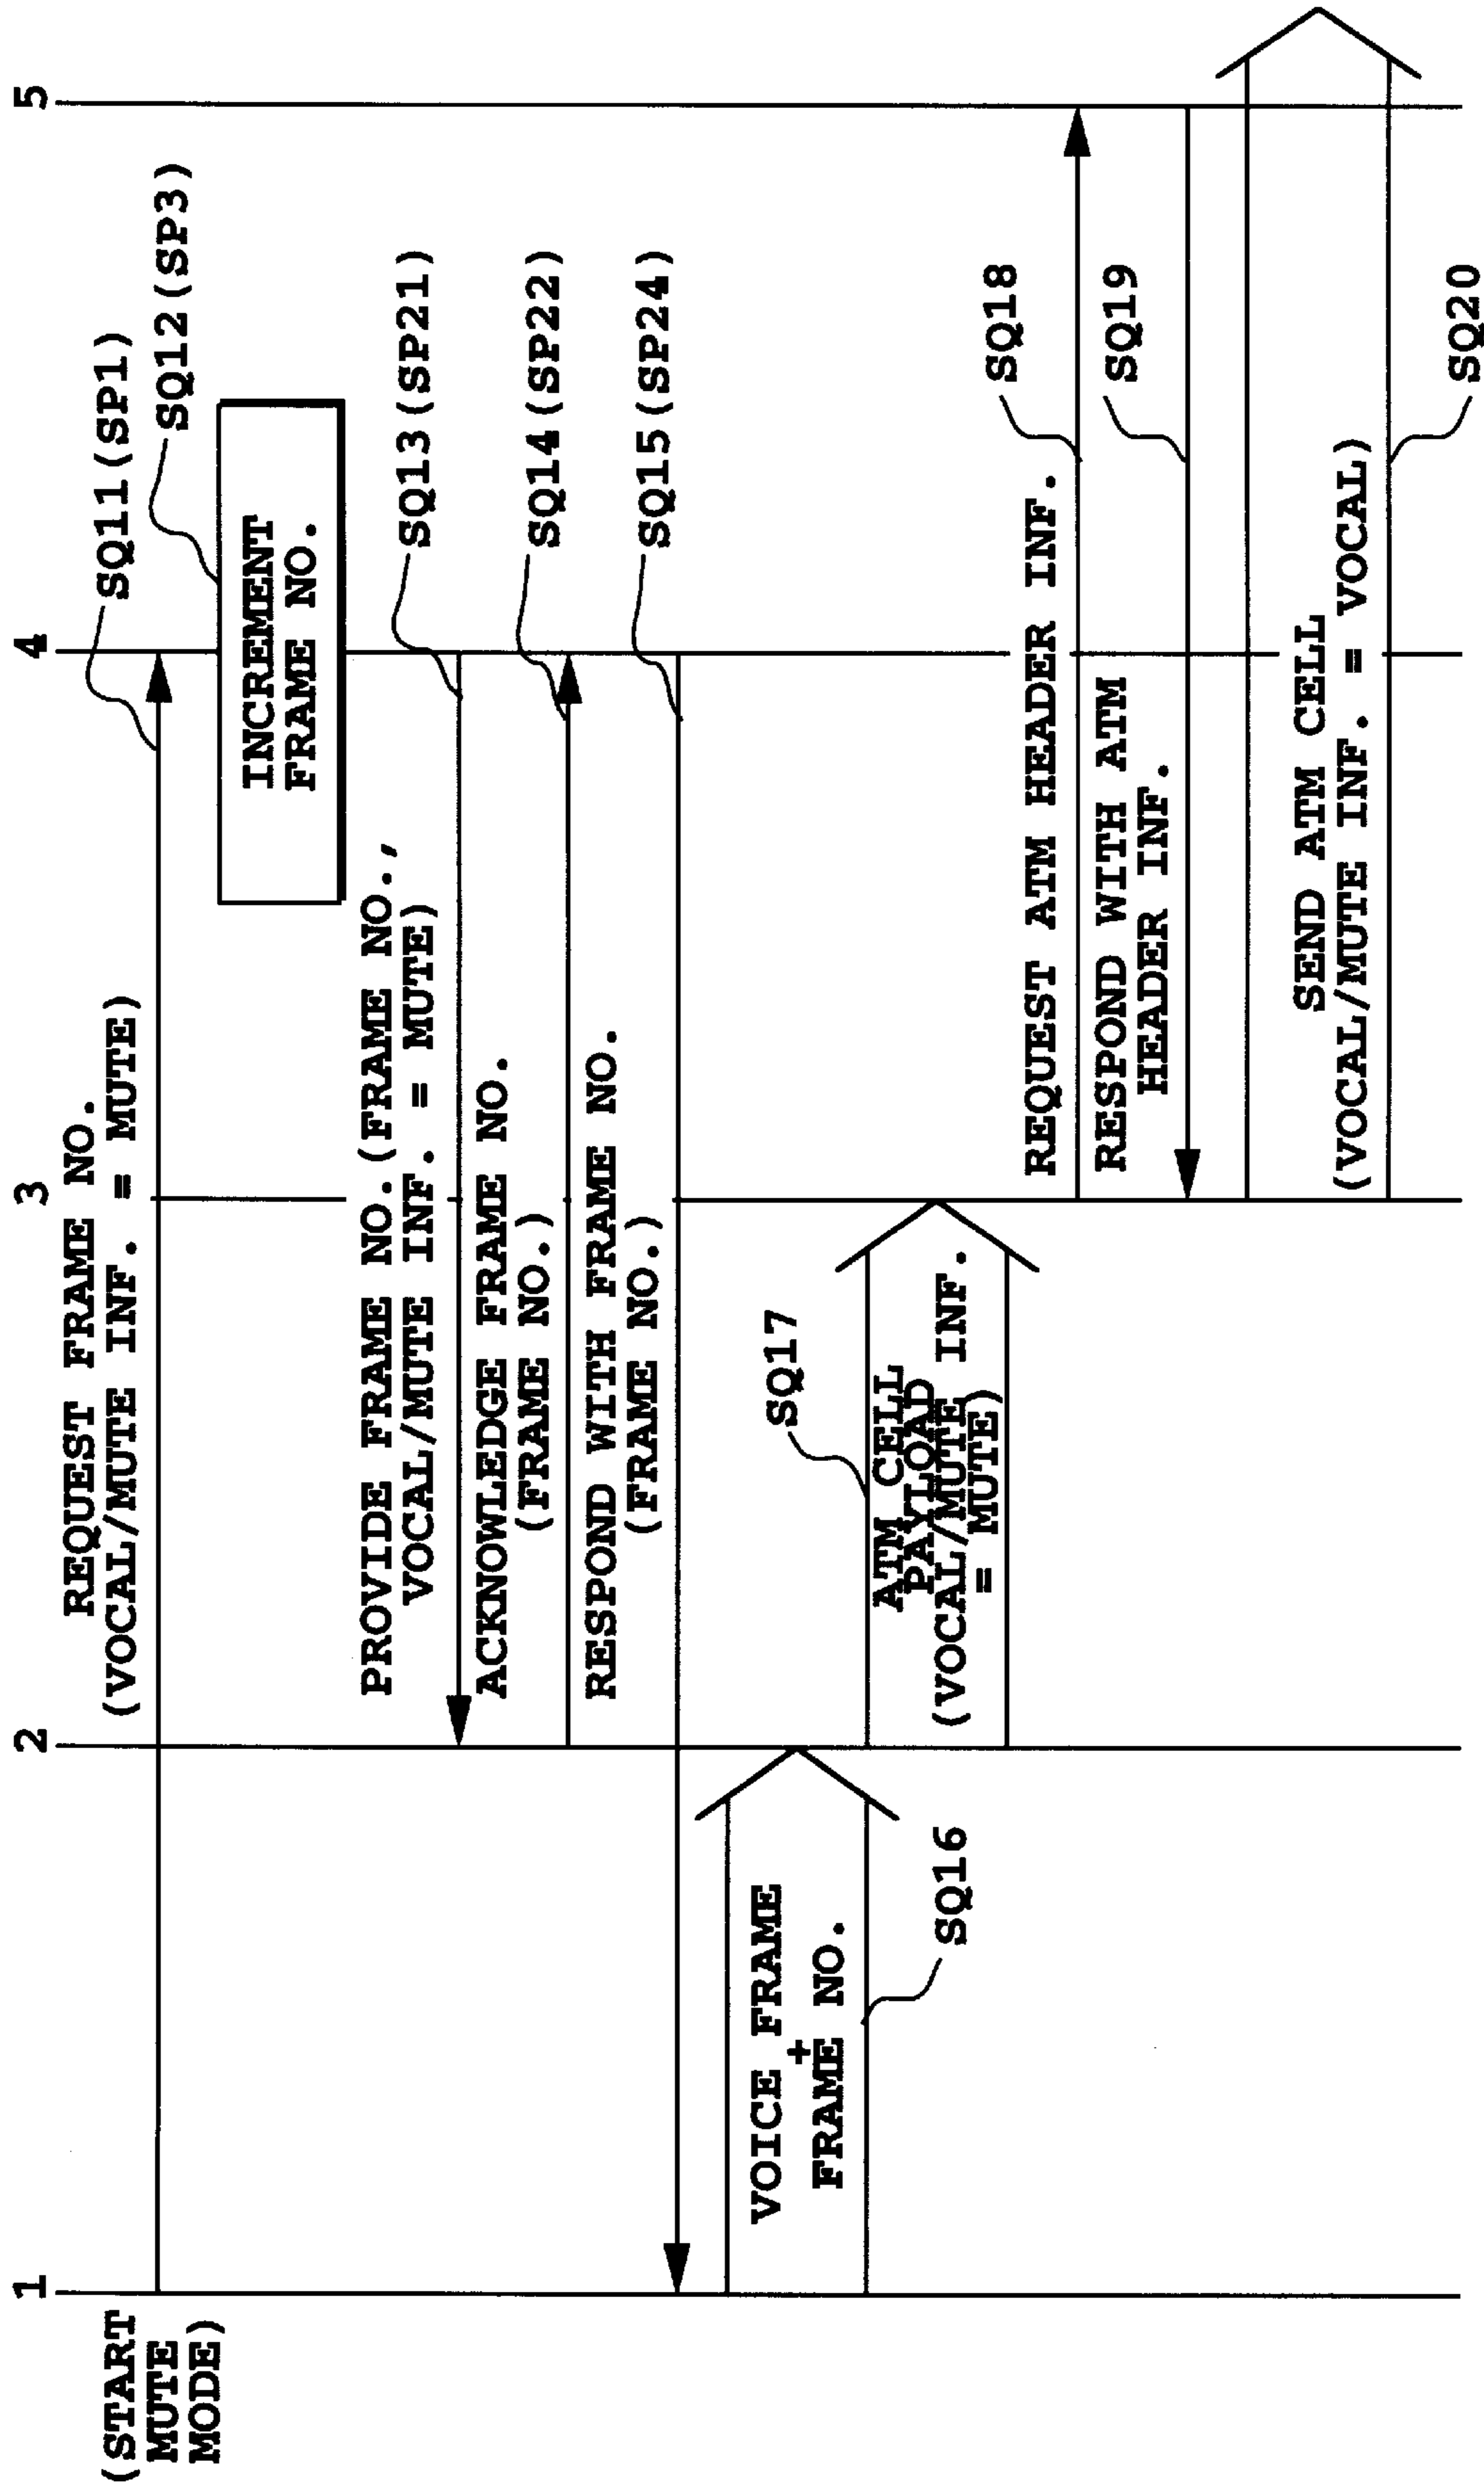 1
2
3
4
5
(START
MUTE
MODE)
REQUEST FRAME NO.
(VOCAL/MUTE INF. = MUTE)
SQ11(SP1)
SQ12(SP3)
INCREMENT
FRAME NO.
PROVIDE FRAME NO.(FRAME NO.,
VOCAL/MUTE INF. = MUTE)
SQ13(SP21)
ACKNOWLEDGE FRAME NO.
(FRAME NO.)
SQ14(SP22)
RESPOND WITH FRAME NO.
(FRAME NO.)
SQ15(SP24)
VOICE FRAME
+
FRAME NO.
SQ16
SQ17
ATM CELL
PAYLOAD
(VOCAL/MUTE INF.
= MUTE)
REQUEST ATM HEADER INF.
SQ18
RESPOND WITH ATM
HEADER INF.
SQ19
SEND ATM CELL
(VOCAL/MUTE INF. = VOCAL)
SQ20